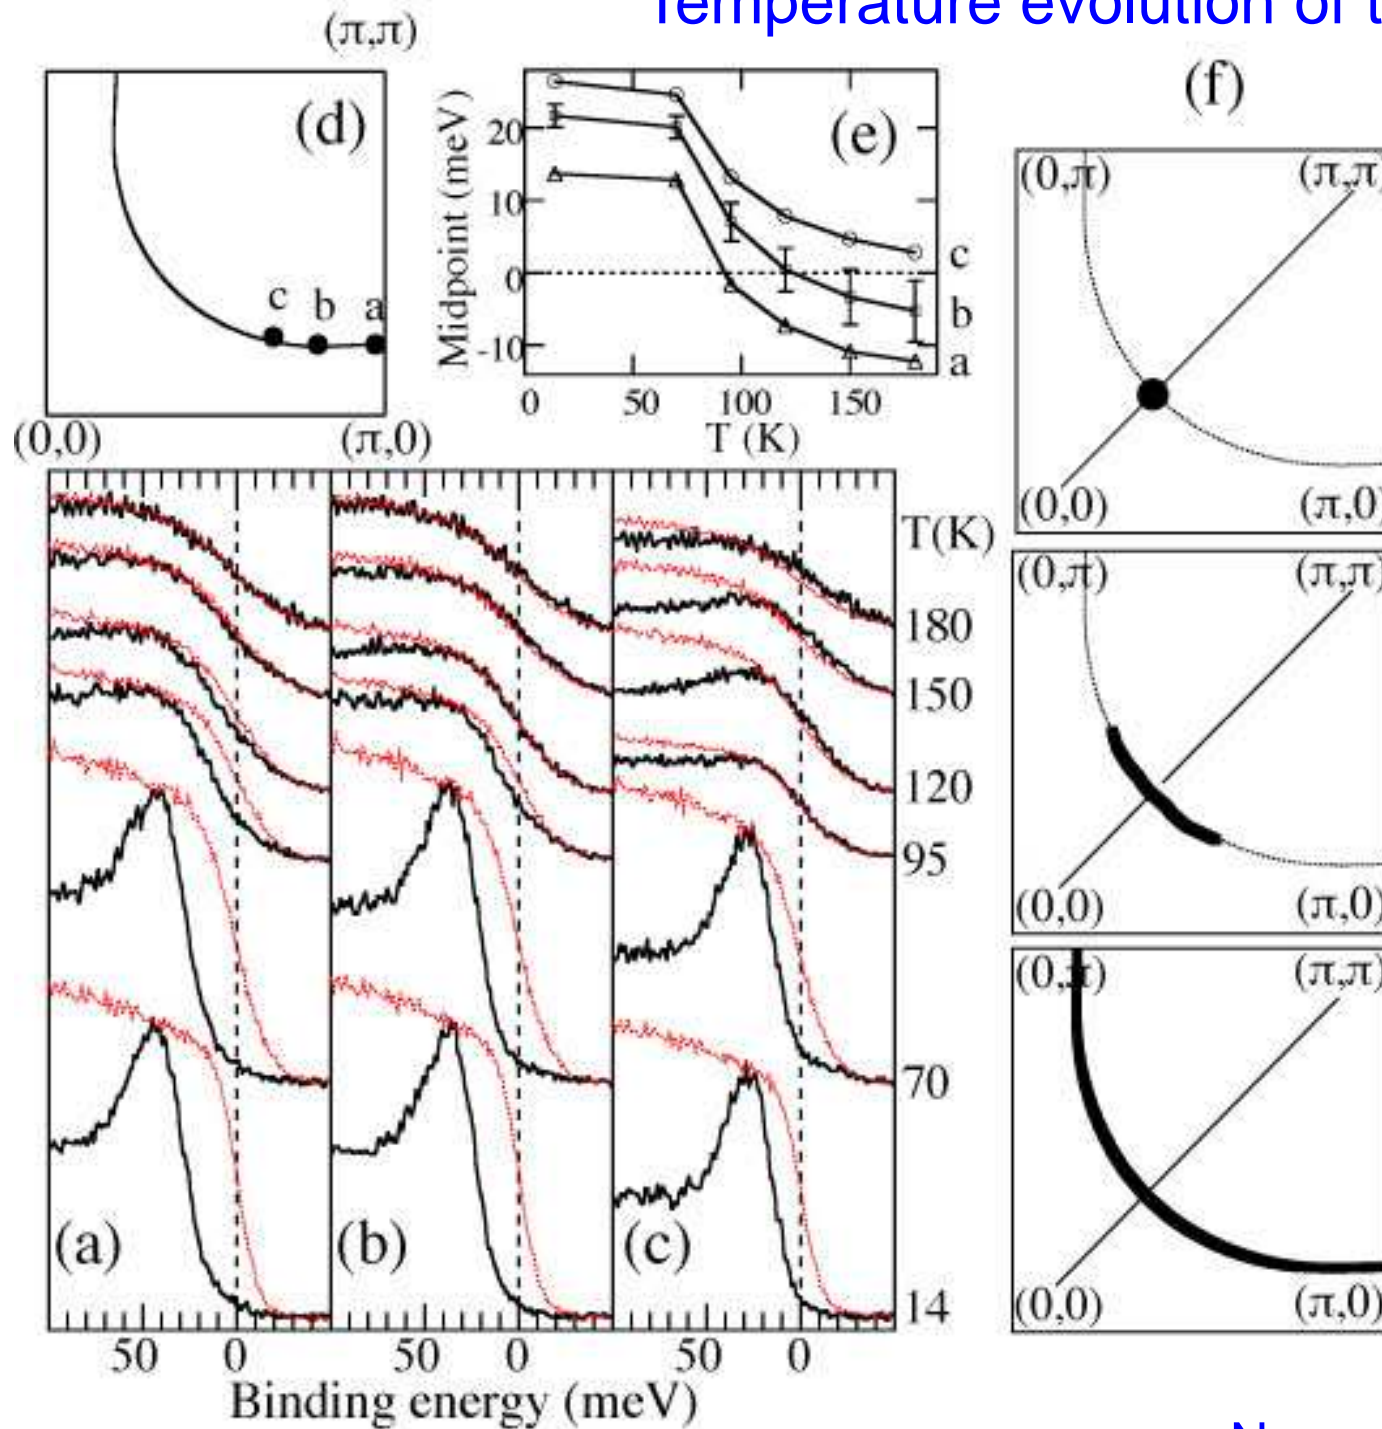 Temperature evolution of t
(π,π)
(d)
c b a
(0,0) (π,0)
Midpoint (meV)
20
10
0
-10
(e)
c
b
a
0 50 100 150
T (K)
(f)
(0,π) (π,π)
(0,0) (π,0)
(0,π) (π,π)
(0,0) (π,0)
(0,π) (π,π)
(0,0) (π,0)
T(K)
180
150
120
95
70
14
(a) (b) (c)
50 0 50 0 50 0
Binding energy (meV)